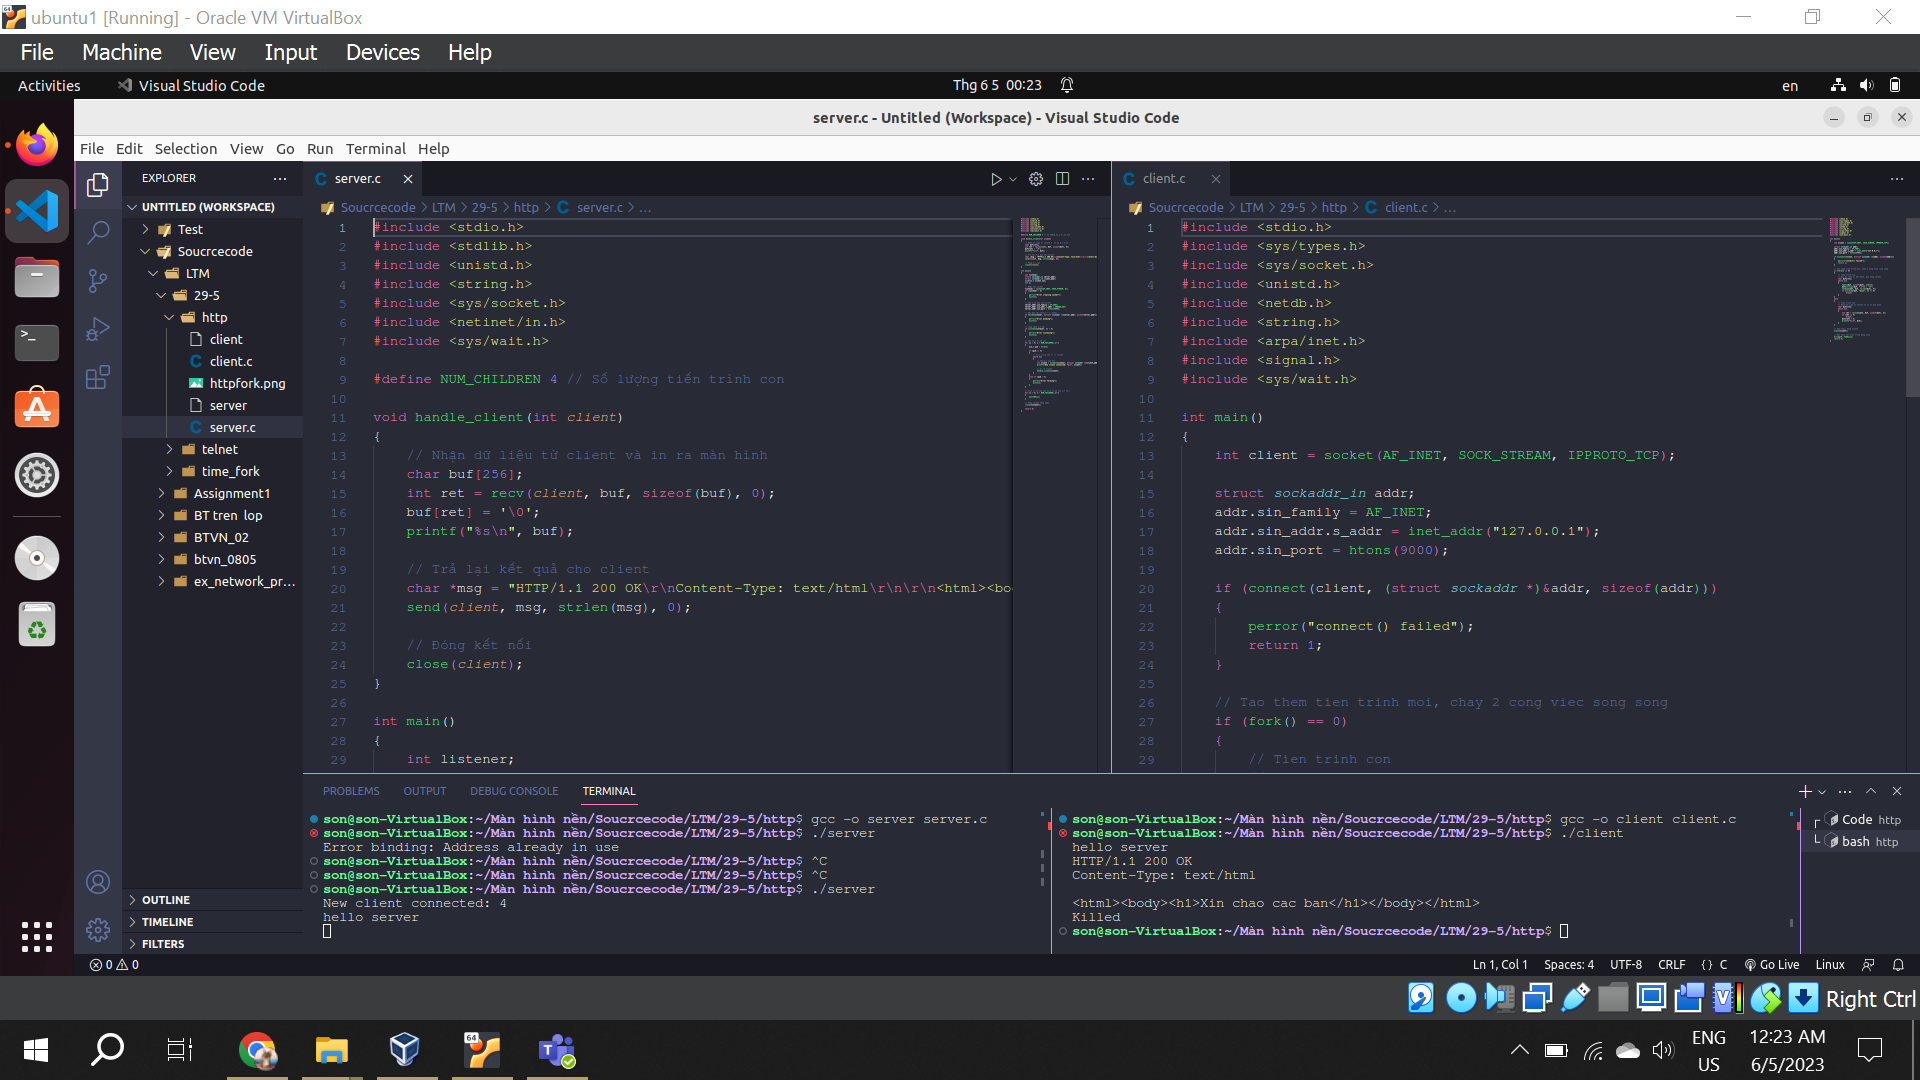 ubuntu1 [Running] - Oracle VM VirtualBox
File Machine View Input Devices Help
Activities Visual Studio Code Thg 6 5 00:23 en
server.c - Untitled (Workspace) - Visual Studio Code
File Edit Selection View Go Run Terminal Help
EXPLORER
UNTITLED (WORKSPACE)
Test
Soucrcecode
LTM
29-5
http
client
client.c
httpfork.png
server
server.c
telnet
time_fork
Assignment1
BT tren lop
BTVN_02
btvn_0805
ex_network_pr...
OUTLINE
TIMELINE
FILTERS
server.c
Soucrcecode > LTM > 29-5 > http > C server.c > ...
1 #include <stdio.h>
2 #include <stdlib.h>
3 #include <unistd.h>
4 #include <string.h>
5 #include <sys/socket.h>
6 #include <netinet/in.h>
7 #include <sys/wait.h>
8
9 #define NUM_CHILDREN 4 // Số lượng tiến trình con
10
11 void handle_client(int client)
12 {
13 // Nhận dữ liệu từ client và in ra màn hình
14 char buf[256];
15 int ret = recv(client, buf, sizeof(buf), 0);
16 buf[ret] = '\0';
17 printf("%s\n", buf);
18
19 // Trả lại kết quả cho client
20 char *msg = "HTTP/1.1 200 OK\r\nContent-Type: text/html\r\n\r\n<html><bo
21 send(client, msg, strlen(msg), 0);
22
23 // Đóng kết nối
24 close(client);
25 }
26
27 int main()
28 {
29 int listener;
client.c
Soucrcecode > LTM > 29-5 > http > C client.c > ...
1 #include <stdio.h>
2 #include <sys/types.h>
3 #include <sys/socket.h>
4 #include <unistd.h>
5 #include <netdb.h>
6 #include <string.h>
7 #include <arpa/inet.h>
8 #include <signal.h>
9 #include <sys/wait.h>
10
11 int main()
12 {
13 int client = socket(AF_INET, SOCK_STREAM, IPPROTO_TCP);
14
15 struct sockaddr_in addr;
16 addr.sin_family = AF_INET;
17 addr.sin_addr.s_addr = inet_addr("127.0.0.1");
18 addr.sin_port = htons(9000);
19
20 if (connect(client, (struct sockaddr *)&addr, sizeof(addr)))
21 {
22 perror("connect() failed");
23 return 1;
24 }
25
26 // Tao them tien trinh moi, chay 2 cong viec song song
27 if (fork() == 0)
28 {
29 // Tien trinh con
PROBLEMS OUTPUT DEBUG CONSOLE TERMINAL
son@son-VirtualBox:~/Màn hình nền/Soucrcecode/LTM/29-5/http$ gcc -o server server.c
son@son-VirtualBox:~/Màn hình nền/Soucrcecode/LTM/29-5/http$ ./server
Error binding: Address already in use
son@son-VirtualBox:~/Màn hình nền/Soucrcecode/LTM/29-5/http$ ^C
son@son-VirtualBox:~/Màn hình nền/Soucrcecode/LTM/29-5/http$ ^C
son@son-VirtualBox:~/Màn hình nền/Soucrcecode/LTM/29-5/http$ ./server
New client connected: 4
hello server
son@son-VirtualBox:~/Màn hình nền/Soucrcecode/LTM/29-5/http$ gcc -o client client.c
son@son-VirtualBox:~/Màn hình nền/Soucrcecode/LTM/29-5/http$ ./client
hello server
HTTP/1.1 200 OK
Content-Type: text/html

<html><body><h1>Xin chao cac ban</h1></body></html>
Killed
son@son-VirtualBox:~/Màn hình nền/Soucrcecode/LTM/29-5/http$
Code http
bash http
0 0 Ln 1, Col 1 Spaces: 4 UTF-8 CRLF {} C Go Live Linux
Right Ctrl
64
ENG
US
12:23 AM
6/5/2023